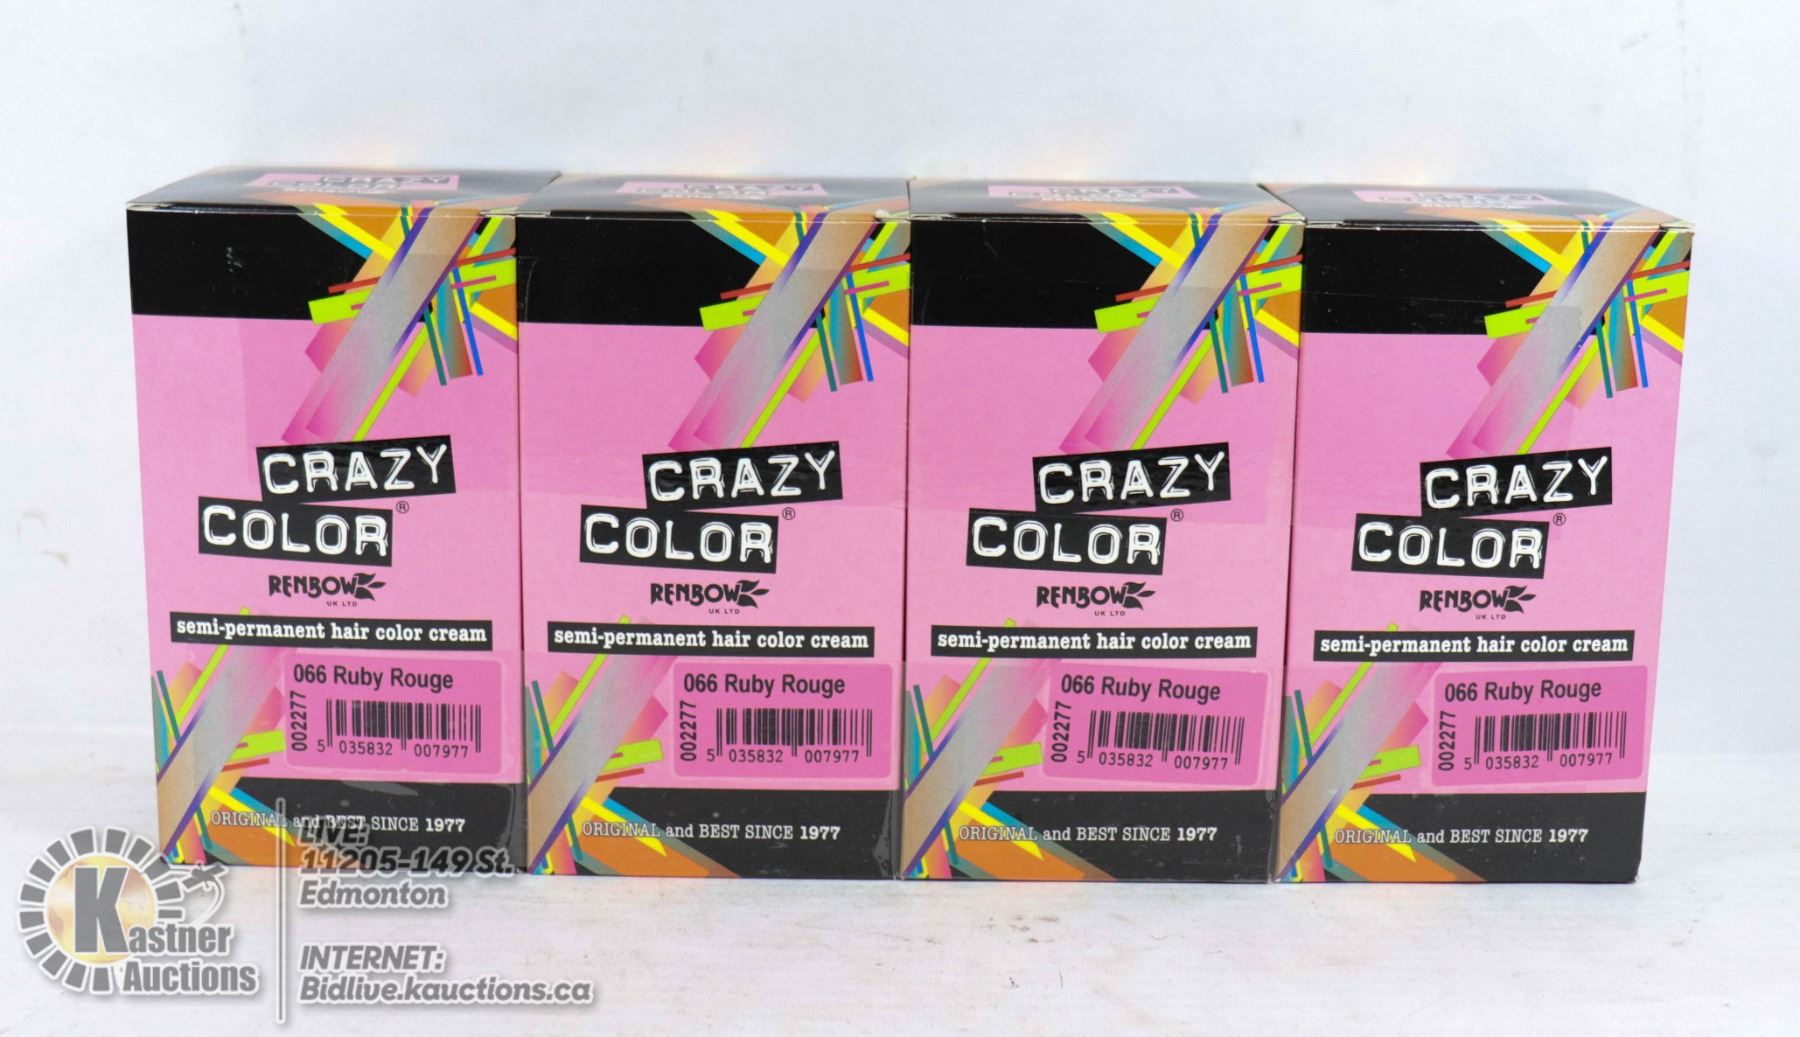 CRAZY
COLOR
CRAZY
CRAZY
CRAZY
CRAZY
COLOR®
RENBOW
UK LTD
semi-permanent hair color cream
066 Ruby Rouge
002277
5 035832 007977
ORIGINAL and BEST SINCE 1977
CRAZY
COLOR®
RENBOW
UK LTD
semi-permanent hair color cream
066 Ruby Rouge
002277
5 035832 007977
ORIGINAL and BEST SINCE 1977
CRAZY
COLOR®
RENBOW
UK LTD
semi-permanent hair color cream
066 Ruby Rouge
002277
5 035832 007977
ORIGINAL and BEST SINCE 1977
CRAZY
COLOR®
RENBOW
UK LTD
semi-permanent hair color cream
066 Ruby Rouge
002277
5 035832 007977
ORIGINAL and BEST SINCE 1977
Kastner
Auctions
LIVE:
11205-149 St.
Edmonton
INTERNET:
Bidlive.kauctions.ca